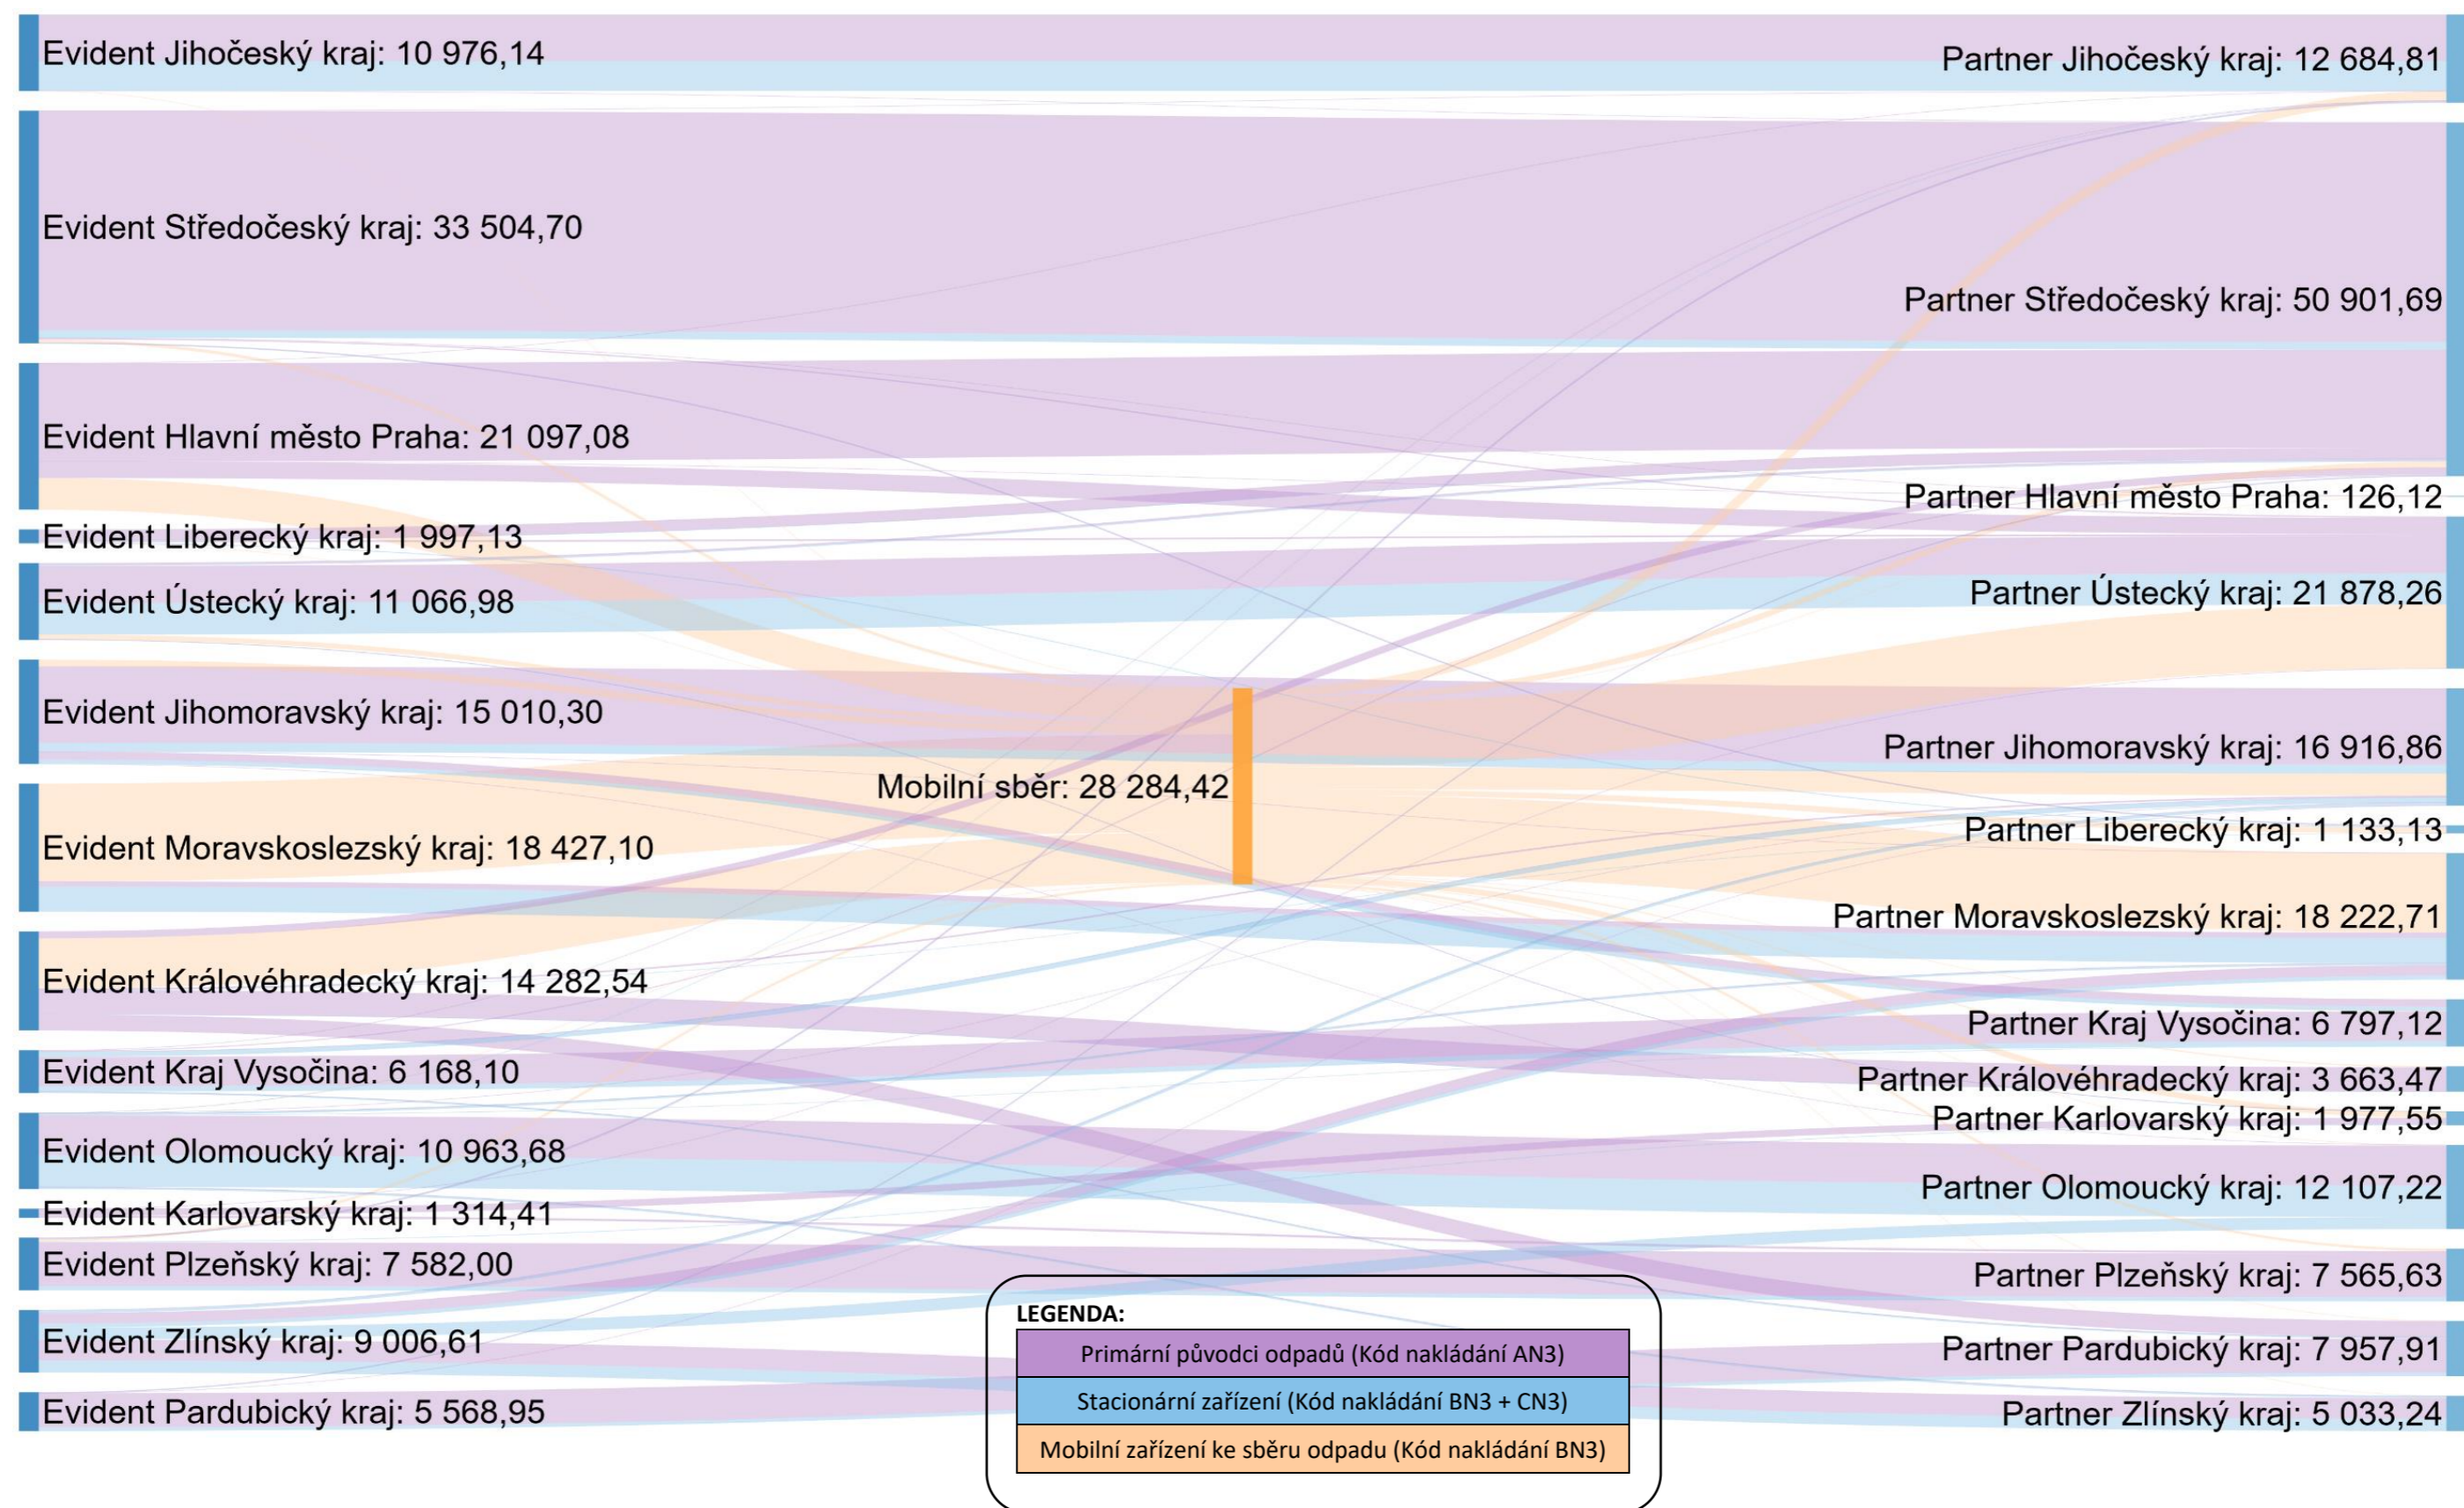 Evident Jihočeský kraj: 10 976,14
Evident Středočeský kraj: 33 504,70
Evident Hlavní město Praha: 21 097,08
Evident Liberecký kraj: 1 997,13
Evident Ústecký kraj: 11 066,98
Evident Jihomoravský kraj: 15 010,30
Evident Moravskoslezský kraj: 18 427,10
Evident Královéhradecký kraj: 14 282,54
Evident Kraj Vysočina: 6 168,10
Evident Olomoucký kraj: 10 963,68
Evident Karlovarský kraj: 1 314,41
Evident Plzeňský kraj: 7 582,00
Evident Zlínský kraj: 9 006,61
Evident Pardubický kraj: 5 568,95
Mobilní sběr: 28 284,42
Partner Jihočeský kraj: 12 684,81
Partner Středočeský kraj: 50 901,69
Partner Hlavní město Praha: 126,12
Partner Ústecký kraj: 21 878,26
Partner Jihomoravský kraj: 16 916,86
Partner Liberecký kraj: 1 133,13
Partner Moravskoslezský kraj: 18 222,71
Partner Kraj Vysočina: 6 797,12
Partner Královéhradecký kraj: 3 663,47
Partner Karlovarský kraj: 1 977,55
Partner Olomoucký kraj: 12 107,22
Partner Plzeňský kraj: 7 565,63
Partner Pardubický kraj: 7 957,91
Partner Zlínský kraj: 5 033,24
LEGENDA:
Primární původci odpadů (Kód nakládání AN3)
Stacionární zařízení (Kód nakládání BN3 + CN3)
Mobilní zařízení ke sběru odpadu (Kód nakládání BN3)